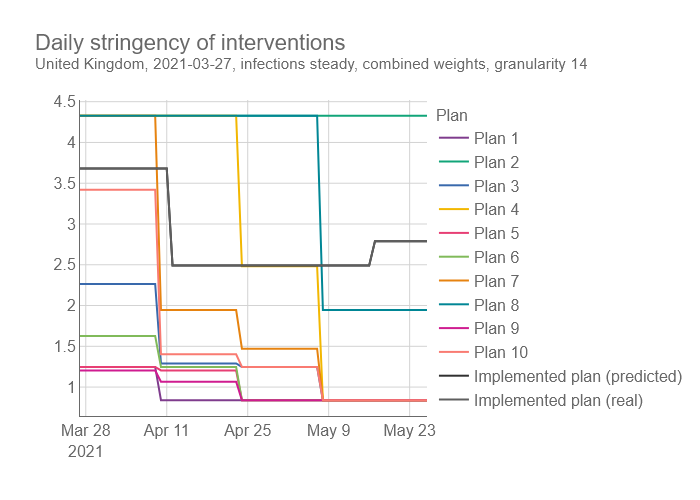 Daily stringency of interventions
United Kingdom, 2021-03-27, infections steady, combined weights, granularity 14
4.5
4
3.5
3
2.5
2
1.5
1
Mar 28
2021
Apr 11
Apr 25
May 9
May 23
Plan
Plan 1
Plan 2
Plan 3
Plan 4
Plan 5
Plan 6
Plan 7
Plan 8
Plan 9
Plan 10
Implemented plan (predicted)
Implemented plan (real)